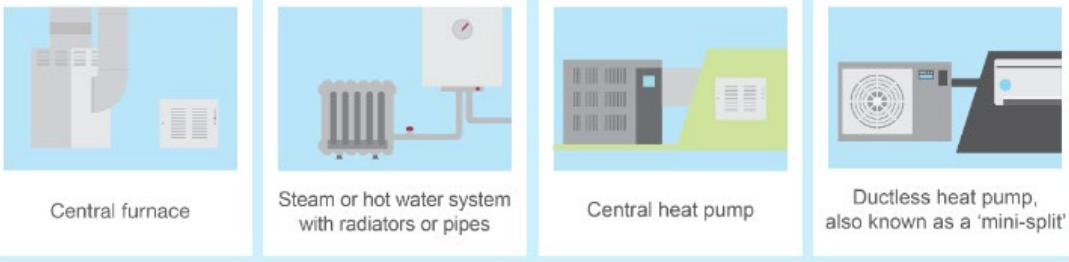 Central furnace
Steam or hot water system
with radiators or pipes
Central heat pump
Ductless heat pump,
also known as a 'mini-split'